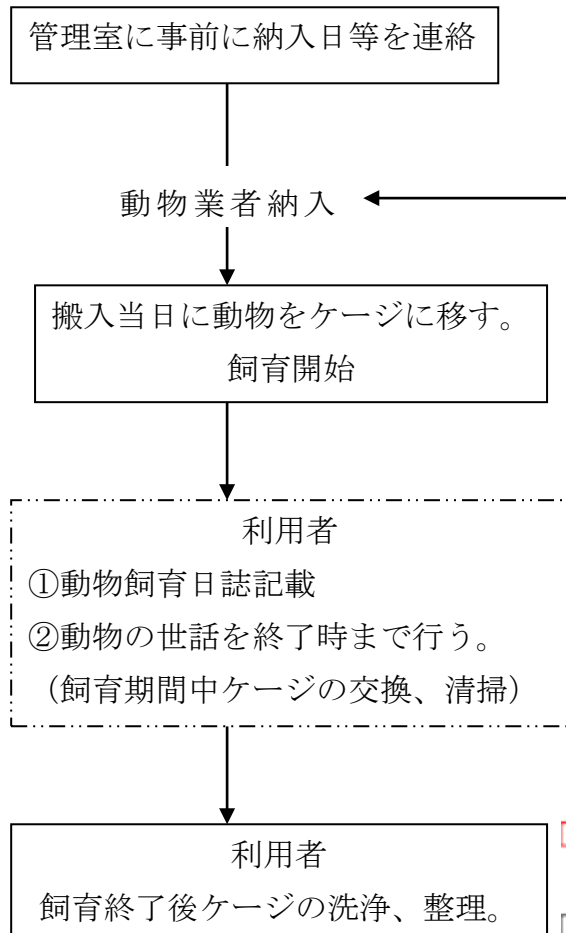 管理室に事前に納入日等を連絡
動物業者納入
搬入当日に動物をケージに移す。
飼育開始
利用者
①動物飼育日誌記載
②動物の世話を終了時まで行う。
（飼育期間中ケージの交換、清掃）
利用者
飼育終了後ケージの洗浄、整理。